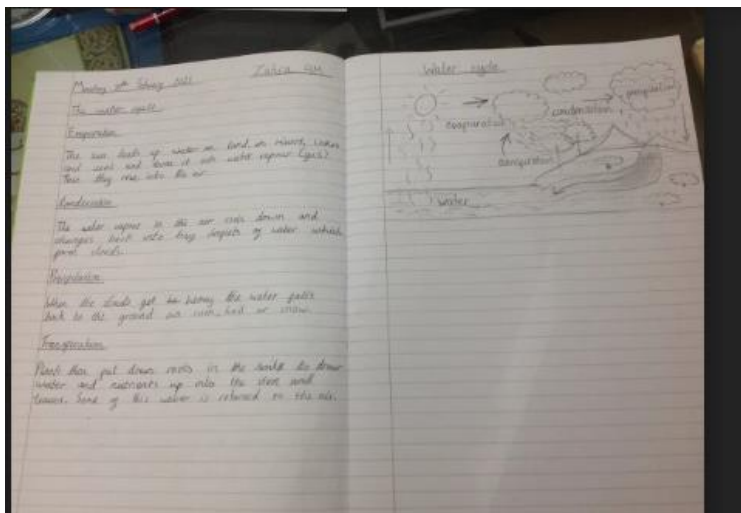 Zahra 4M
Monday February 2021
The water cycle
Evaporation
The sun heats up water on land, in rivers, lakes
and seas and turns it into water vapour (gas).
Then they rise into the air.
Condensation
The water vapour in the air cools down and
changes back into tiny droplets of water which
form clouds.
Precipitation
When the clouds get too heavy the water falls
back to the ground as rain, hail or snow.
Transpiration
Plants then put down roots in the soil to draw
water and nutrients up into the stem and
leaves. Some of this water is returned to the air.
Water cycle
precipitation
condensation
evaporation
transpiration
water